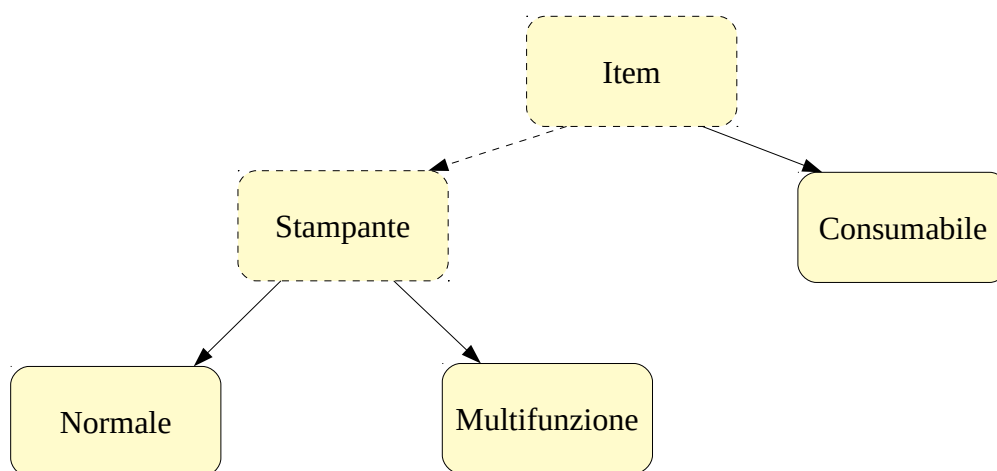 Item
Stampante
Consumabile
Normale
Multifunzione